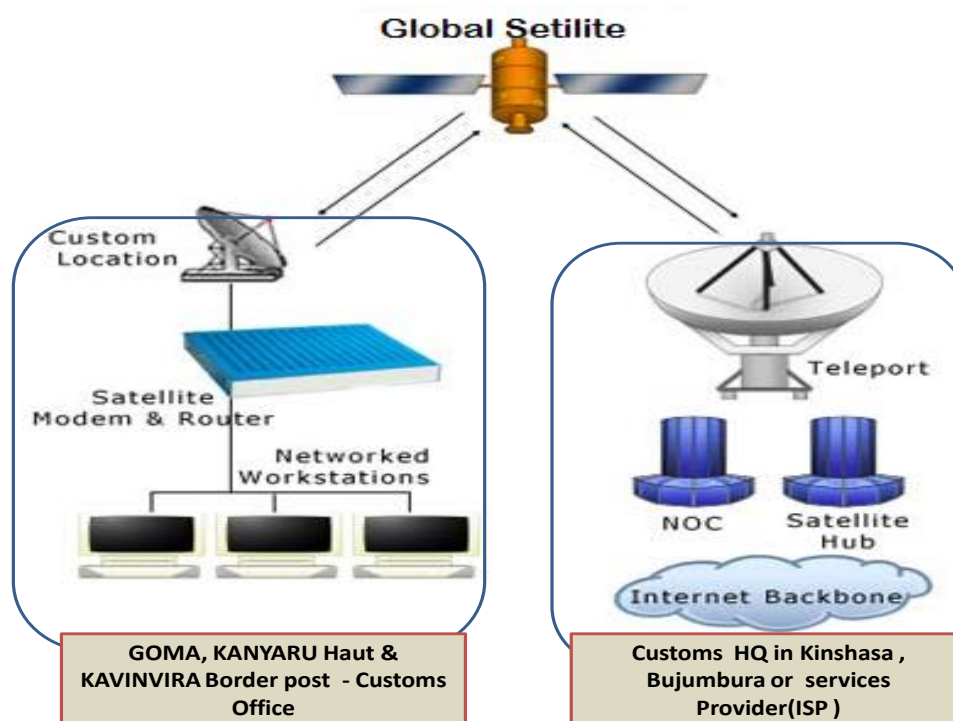 Global Setilite
Custom
Location
Satellite
Modem & Router
Networked
Workstations
GOMA, KANYARU Haut &
KAVINVIRA Border post - Customs
Office
Teleport
NOC
Satellite
Hub
Internet Backbone
Customs HQ in Kinshasa ,
Bujumbura or services
Provider(ISP )